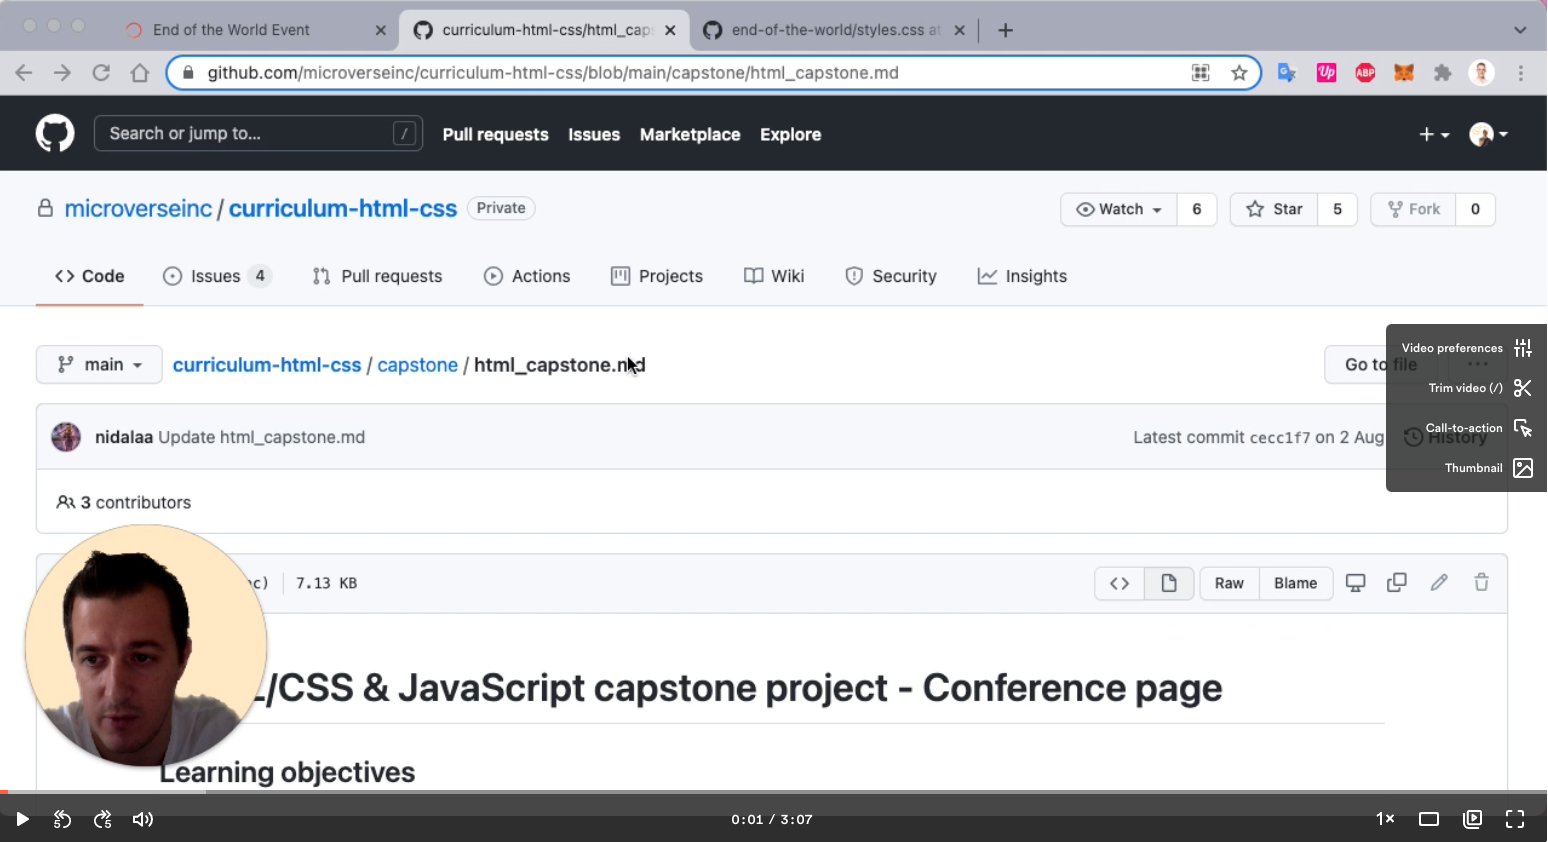 End of the World Event
curriculum-html-css/html_cap
end-of-the-world/styles.css at
github.com/microverseinc/curriculum-html-css/blob/main/capstone/html_capstone.md
Up
ABP
Search or jump to... /
Pull requests Issues Marketplace Explore
microverseinc / curriculum-html-css Private
Watch 6 Star 5 Fork 0
Code Issues 4 Pull requests Actions Projects Wiki Security Insights
main curriculum-html-css / capstone / html_capstone.md Go to file
Video preferences
Trim video (/)
Call-to-action
Thumbnail
nidalaa Update html_capstone.md Latest commit cecc1f7 on 2 Aug History
3 contributors
c) 7.13 KB Raw Blame
/CSS & JavaScript capstone project - Conference page
Learning objectives
5 5 0:01 / 3:07 1×